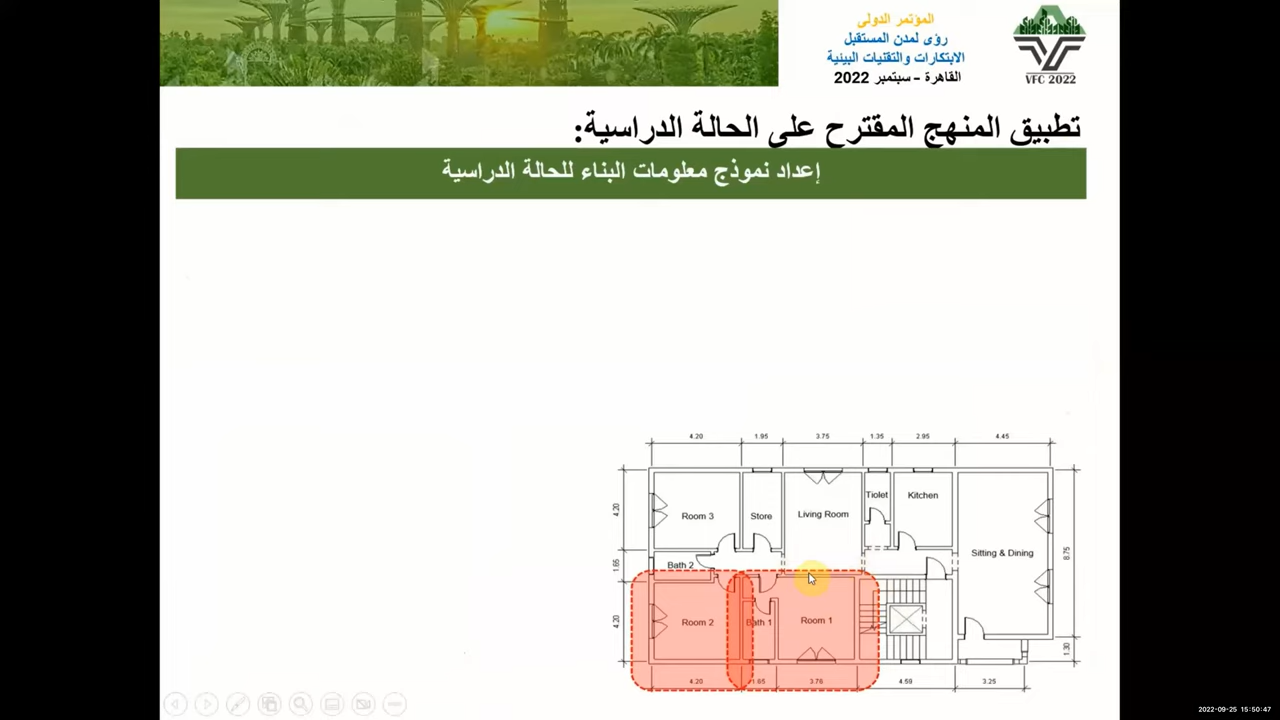 المؤتمر الدولى
رؤى لمدن المستقبل
الابتكارات والتقنيات البينية
القاهرة – سبتمبر 2022
VFC 2022
تطبيق المنهج المقترح على الحالة الدراسية:
إعداد نموذج معلومات البناء للحالة الدراسية
4.20 1.95 3.75 1.35 2.95 4.45
Room 3 Store Living Room Tiolet Kitchen
4.20
Sitting & Dining
8.75
Bath 2
1.65
Room 2 Bath 1 Room 1
4.20
1.30
4.20 1.65 3.76 4.59 3.25
2022-09-25 15:50:47